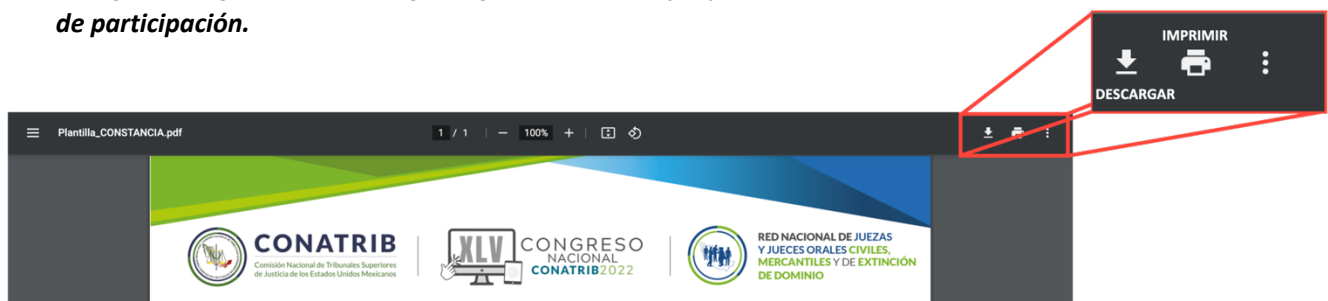 de participación.
IMPRIMIR
DESCARGAR
Plantilla_CONSTANCIA.pdf
1 / 1
100%
CONATRIB
Comisión Nacional de Tribunales Superiores
de Justicia de los Estados Unidos Mexicanos
XLV
CONGRESO
NACIONAL
CONATRIB2022
RED NACIONAL DE JUEZAS
Y JUECES ORALES CIVILES,
MERCANTILES Y DE EXTINCIÓN
DE DOMINIO